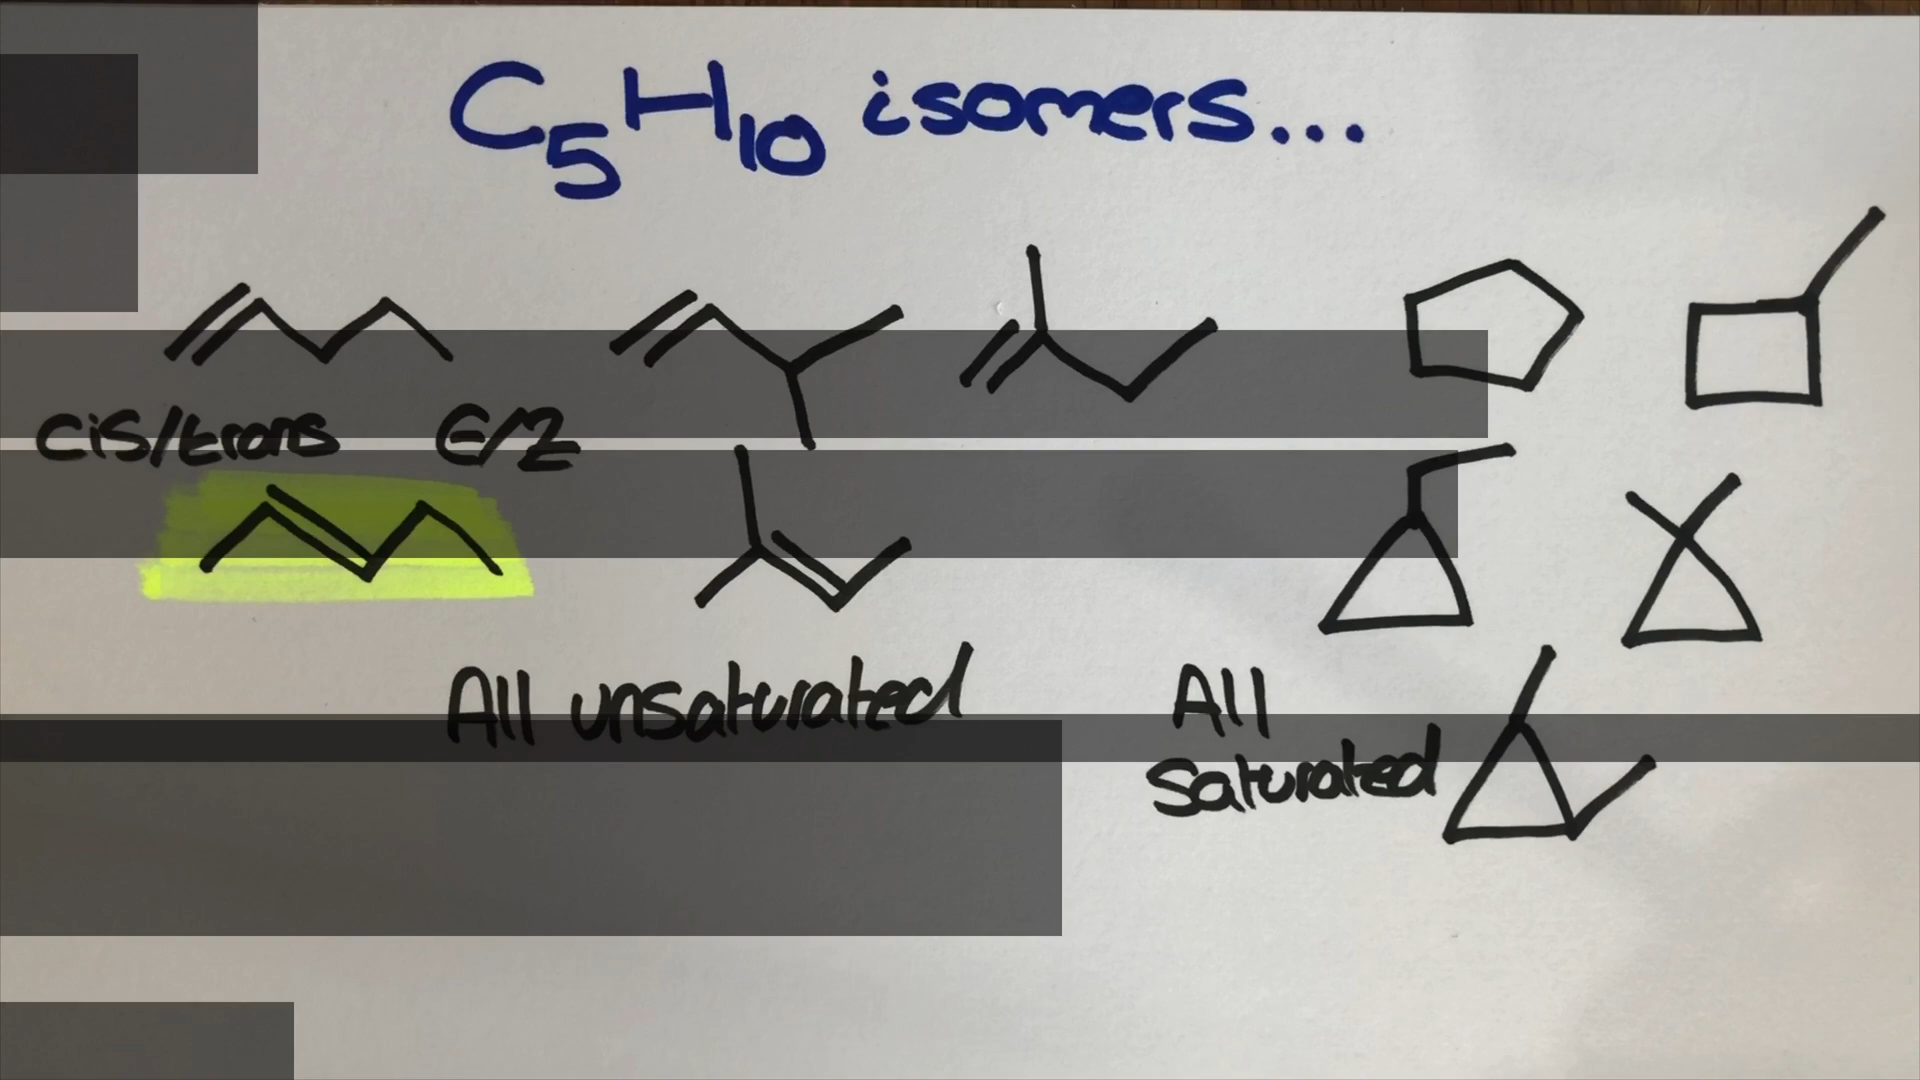 C₅H₁₀ isomers...
cis/trans E/Z
All unsaturated
All
saturated